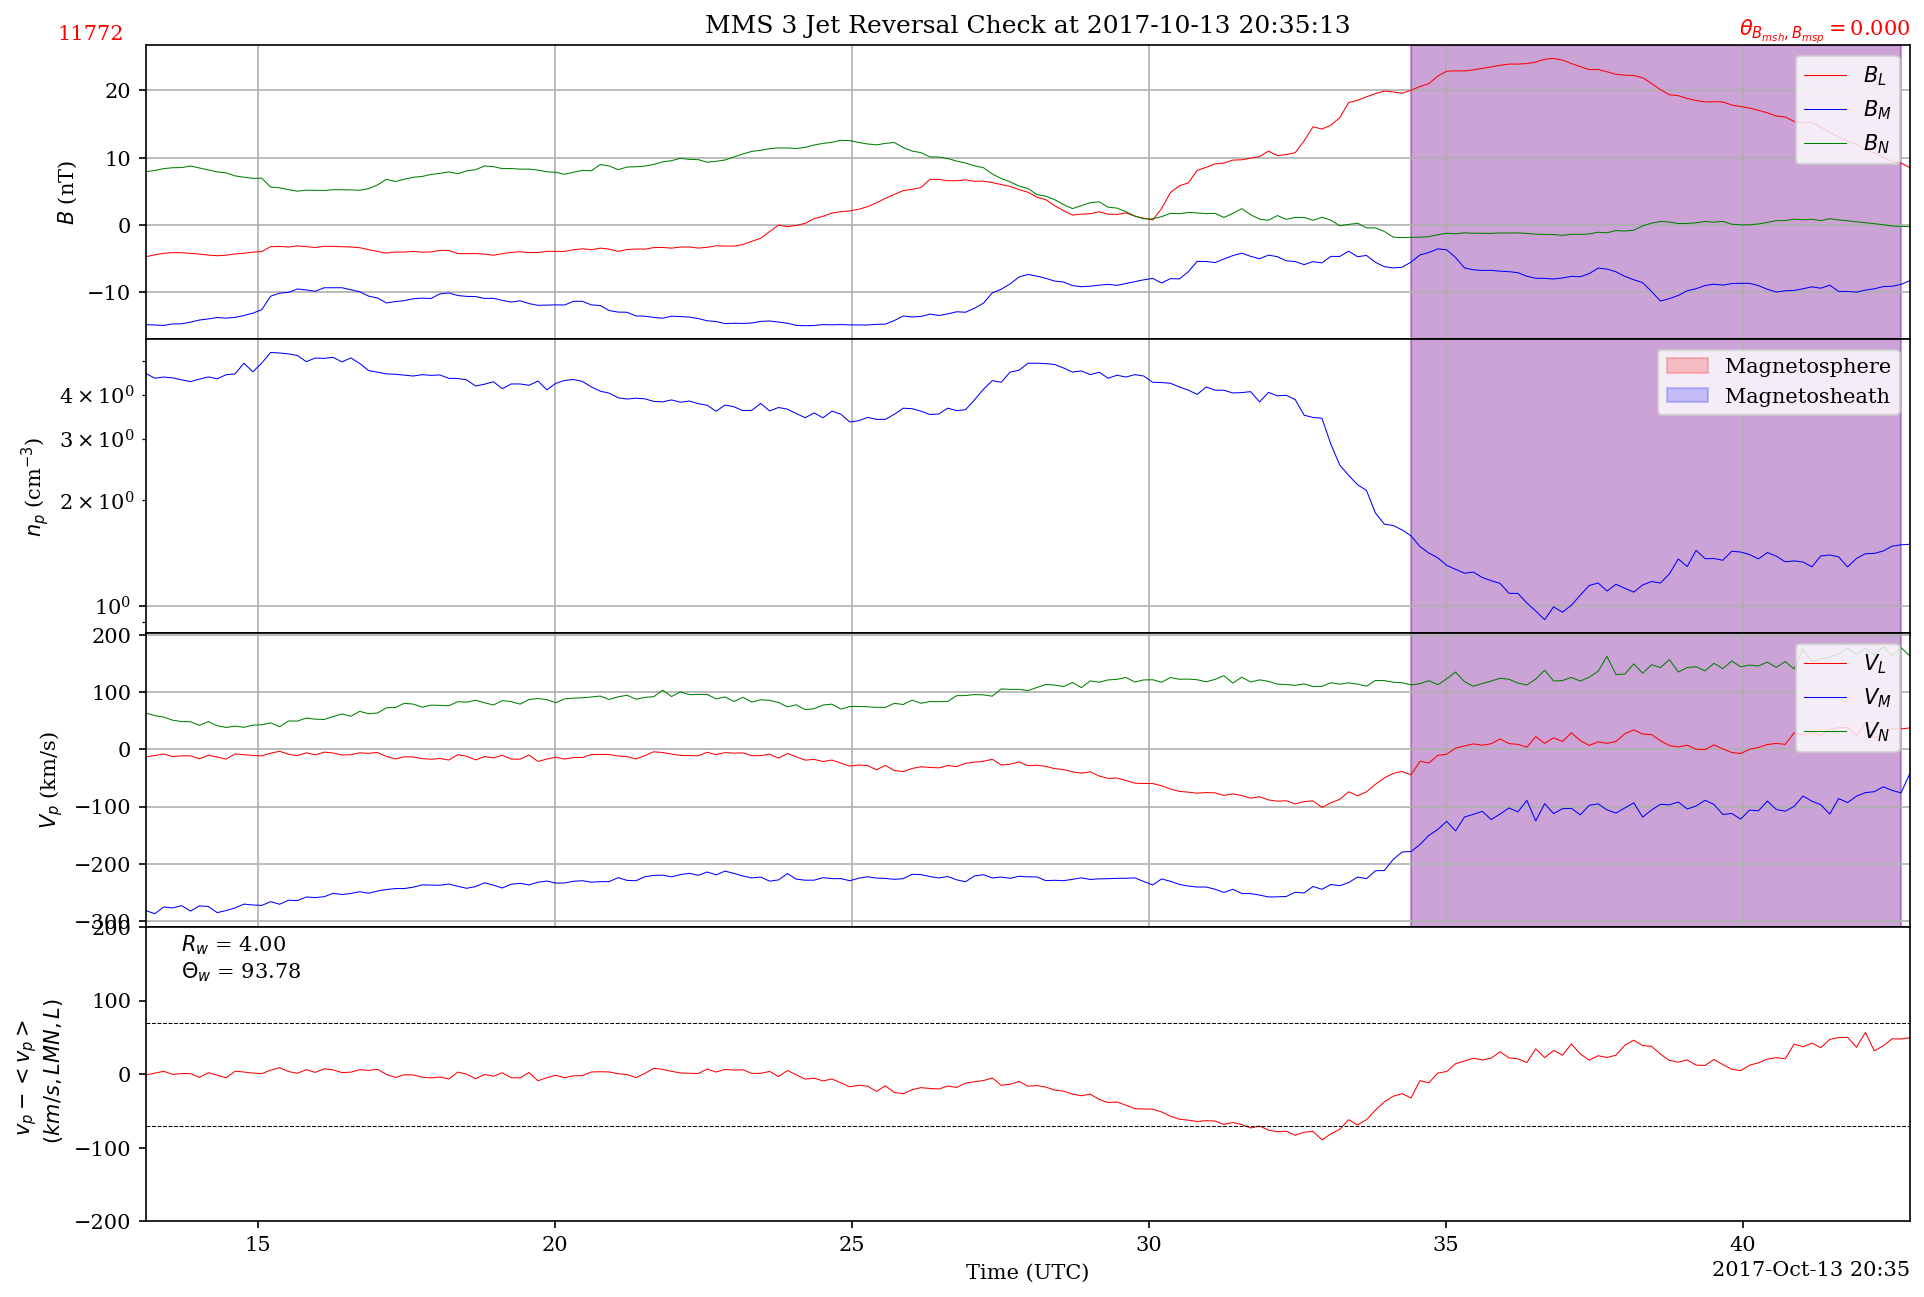 11772
MMS 3 Jet Reversal Check at 2017-10-13 20:35:13
θ_{B_{msh}, B_{msp}} = 0.000
B (nT)
20
10
0
−10
B_L
B_M
B_N
n_p (cm^{−3})
4 × 10^0
3 × 10^0
2 × 10^0
10^0
Magnetosphere
Magnetosheath
V_p (km/s)
200
100
0
−100
−200
−300
V_L
V_M
V_N
v_p − < v_p >
(km/s, LMN, L)
200
100
0
−100
−200
R_w = 4.00
Θ_w = 93.78
15
20
25
30
35
40
Time (UTC)
2017-Oct-13 20:35